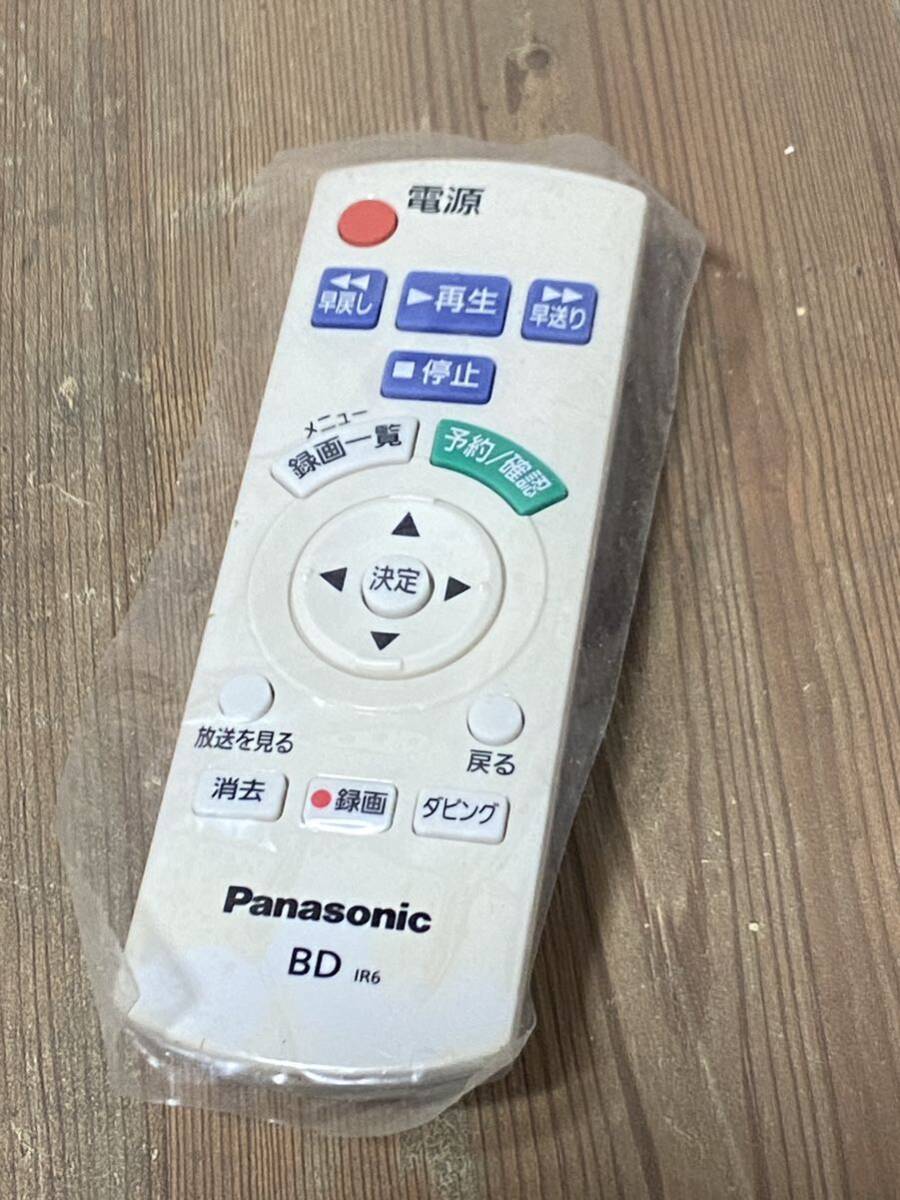 電源
早戻し
再生
早送り
停止
メニュー
録画一覧
予約/確認
決定
放送を見る
戻る
消去
録画
ダビング
Panasonic
BD IR6